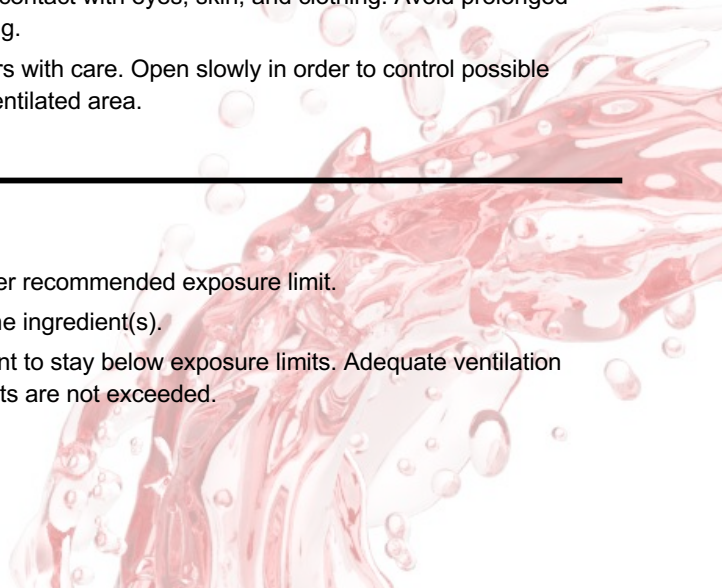 contact with eyes, skin, and clothing. Avoid prolonged
g.
rs with care. Open slowly in order to control possible
entilated area.
er recommended exposure limit.
ne ingredient(s).
nt to stay below exposure limits. Adequate ventilation
ts are not exceeded.